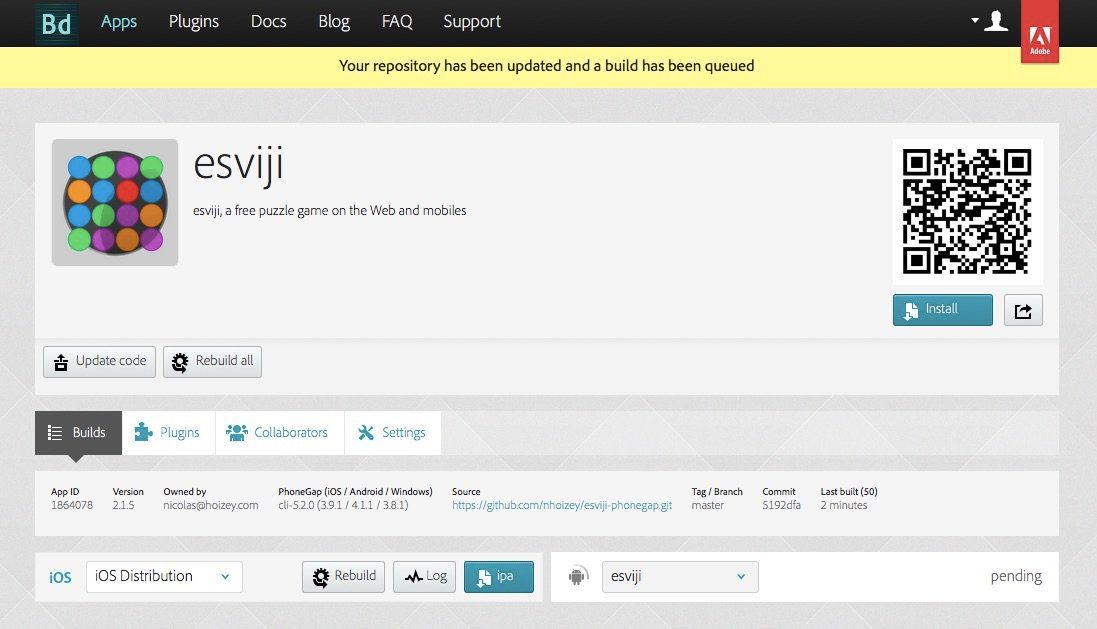 Bd Apps Plugins Docs Blog FAQ Support
Adobe
Your repository has been updated and a build has been queued
esviji
esviji, a free puzzle game on the Web and mobiles
Install
Update code Rebuild all
Builds Plugins Collaborators Settings
App ID Version Owned by PhoneGap (iOS / Android / Windows) Source Tag / Branch Commit Last built (50)
1864078 2.1.5 nicolas@hoizey.com cli-5.2.0 (3.9.1 / 4.1.1 / 3.8.1) https://github.com/nhoizey/esviji-phonegap.git master 5192dfa 2 minutes
iOS iOS Distribution Rebuild Log ipa esviji pending